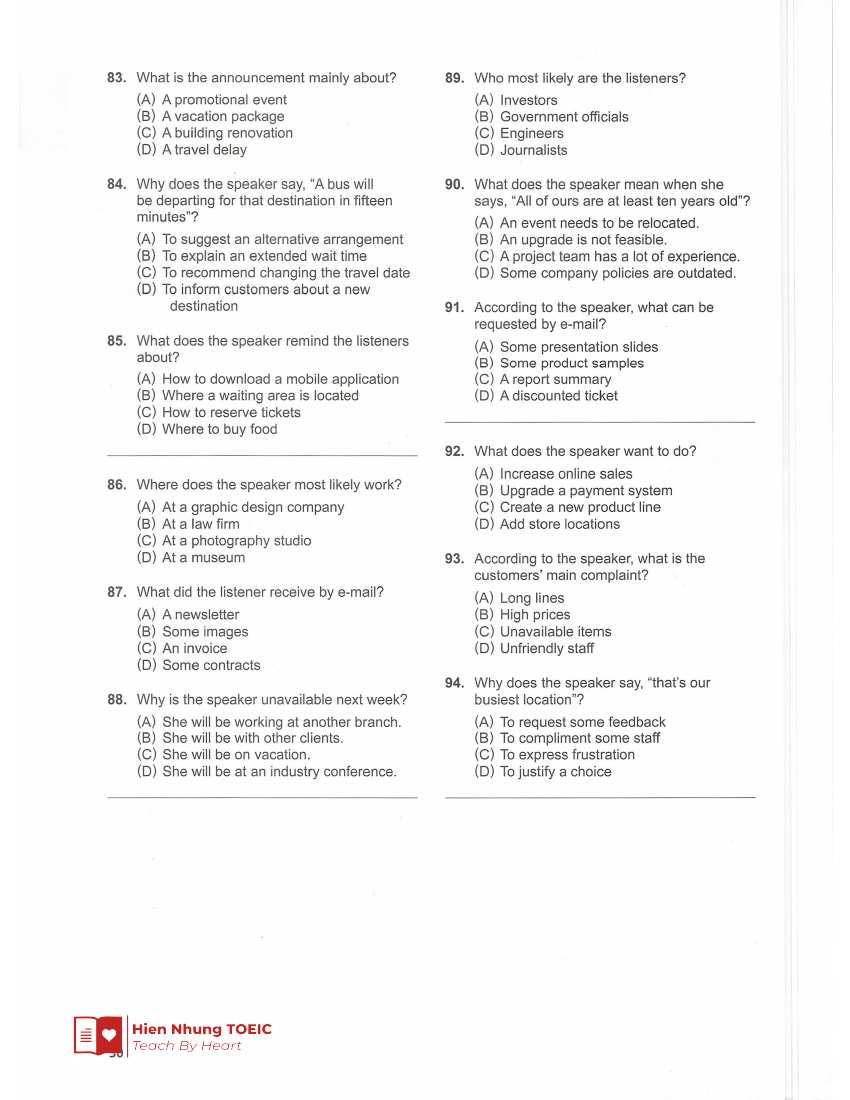 83. What is the announcement mainly about?
(A) A promotional event
(B) A vacation package
(C) A building renovation
(D) A travel delay
84. Why does the speaker say, “A bus will
be departing for that destination in fifteen
minutes”?
(A) To suggest an alternative arrangement
(B) To explain an extended wait time
(C) To recommend changing the travel date
(D) To inform customers about a new
destination
85. What does the speaker remind the listeners
about?
(A) How to download a mobile application
(B) Where a waiting area is located
(C) How to reserve tickets
(D) Where to buy food
86. Where does the speaker most likely work?
(A) At a graphic design company
(B) At a law firm
(C) At a photography studio
(D) At a museum
87. What did the listener receive by e-mail?
(A) A newsletter
(B) Some images
(C) An invoice
(D) Some contracts
88. Why is the speaker unavailable next week?
(A) She will be working at another branch.
(B) She will be with other clients.
(C) She will be on vacation.
(D) She will be at an industry conference.
89. Who most likely are the listeners?
(A) Investors
(B) Government officials
(C) Engineers
(D) Journalists
90. What does the speaker mean when she
says, “All of ours are at least ten years old”?
(A) An event needs to be relocated.
(B) An upgrade is not feasible.
(C) A project team has a lot of experience.
(D) Some company policies are outdated.
91. According to the speaker, what can be
requested by e-mail?
(A) Some presentation slides
(B) Some product samples
(C) A report summary
(D) A discounted ticket
92. What does the speaker want to do?
(A) Increase online sales
(B) Upgrade a payment system
(C) Create a new product line
(D) Add store locations
93. According to the speaker, what is the
customers’ main complaint?
(A) Long lines
(B) High prices
(C) Unavailable items
(D) Unfriendly staff
94. Why does the speaker say, “that’s our
busiest location”?
(A) To request some feedback
(B) To compliment some staff
(C) To express frustration
(D) To justify a choice
Hien Nhung TOEIC
Teach By Heart